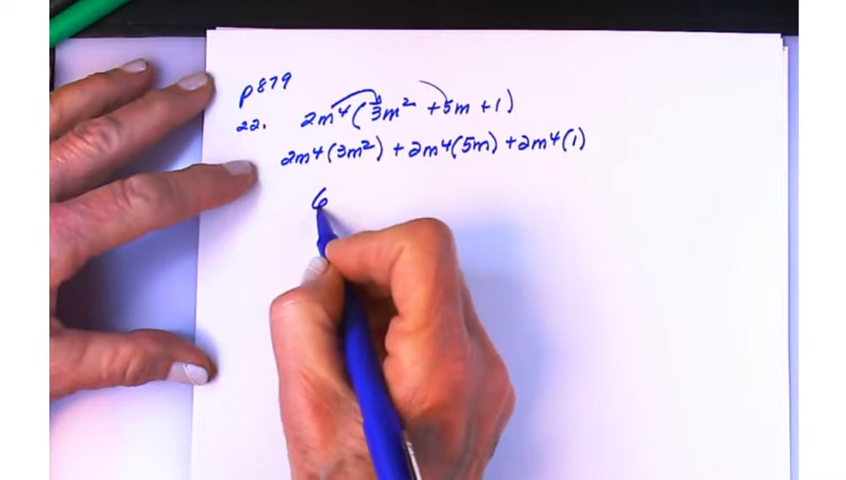 p879
22. 2m⁴(3m² +5m +1)
2m⁴(3m²) + 2m⁴(5m) + 2m⁴(1)
6